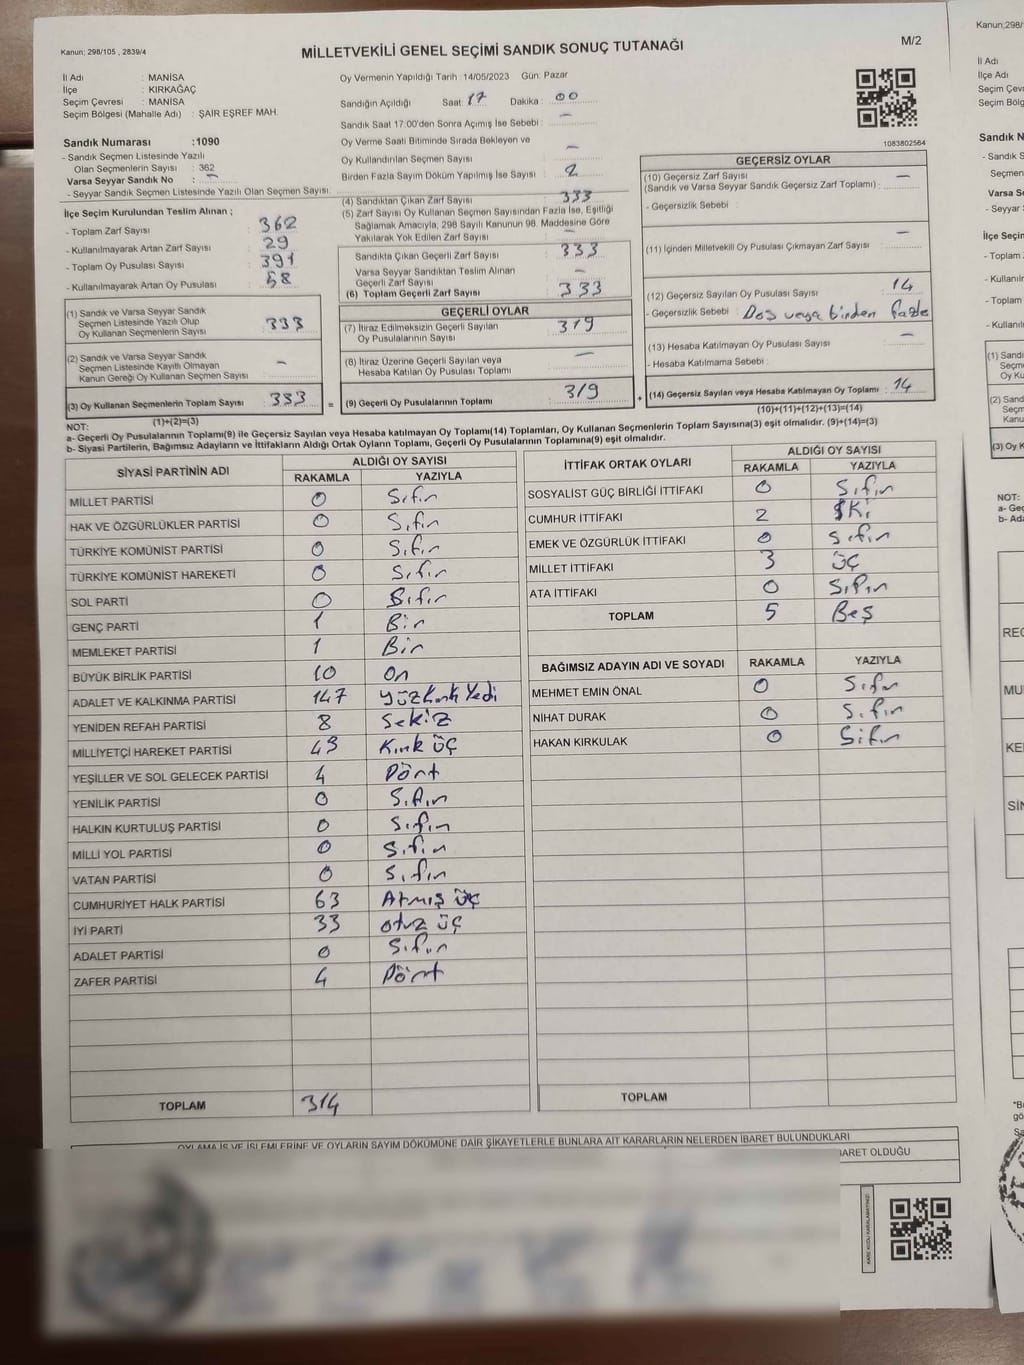 Kanun: 298/105 , 2839/4
MİLLETVEKİLİ GENEL SEÇİMİ SANDIK SONUÇ TUTANAĞI
M/2
İl Adı : MANİSA
İlçe : KIRKAĞAÇ
Seçim Çevresi : MANİSA
Seçim Bölgesi (Mahalle Adı) : ŞAİR EŞREF MAH.
Sandık Numarası :1090
- Sandık Seçmen Listesinde Yazılı
Olan Seçmenlerin Sayısı : 362
Varsa Seyyar Sandık No : —
- Seyyar Sandık Seçmen Listesinde Yazılı Olan Seçmen Sayısı:
Oy Vermenin Yapıldığı Tarih :14/05/2023 Gün: Pazar
Sandığın Açıldığı Saat: 17 Dakika : 00
Sandık Saat 17:00'den Sonra Açımış İse Sebebi : —
Oy Verme Saati Bitiminde Sırada Bekleyen ve
Oy Kullandırılan Seçmen Sayısı —
Birden Fazla Sayım Döküm Yapılmış İse Sayısı : 2
1083802564
İlçe Seçim Kurulundan Teslim Alınan ;
- Toplam Zarf Sayısı : 362
- Kullanılmayarak Artan Zarf Sayısı : 29
- Toplam Oy Pusulası Sayısı : 391
- Kullanılmayarak Artan Oy Pusulası : 58
(1) Sandık ve Varsa Seyyar Sandık
Seçmen Listesinde Yazılı Olup
Oy Kullanan Seçmenlerin Sayısı : 333
(2) Sandık ve Varsa Seyyar Sandık
Seçmen Listesinde Kayıtlı Olmayan
Kanun Gereği Oy Kullanan Seçmen Sayısı : —
(3) Oy Kullanan Seçmenlerin Toplam Sayısı : 333
(1)+(2)=(3)
(4) Sandıktan Çıkan Zarf Sayısı : 333
(5) Zarf Sayısı Oy Kullanan Seçmen Sayısından Fazla İse, Eşitliği
Sağlamak Amacıyla, 298 Sayılı Kanunun 98. Maddesine Göre
Yakılarak Yok Edilen Zarf Sayısı : —
Sandıkta Çıkan Geçerli Zarf Sayısı : 333
Varsa Seyyar Sandıktan Teslim Alınan
Geçerli Zarf Sayısı : —
(6) Toplam Geçerli Zarf Sayısı : 333
GEÇERLİ OYLAR
(7) İtiraz Edilmeksizin Geçerli Sayılan
Oy Pusulalarının Sayısı : 319
(8) İtiraz Üzerine Geçerli Sayılan veya
Hesaba Katılan Oy Pusulası Toplamı : —
= (9) Geçerli Oy Pusulalarının Toplamı : 319
GEÇERSİZ OYLAR
(10) Geçersiz Zarf Sayısı
(Sandık ve Varsa Seyyar Sandık Geçersiz Zarf Toplamı) : —
- Geçersizlik Sebebi :
(11) İçinden Milletvekili Oy Pusulası Çıkmayan Zarf Sayısı : —
(12) Geçersiz Sayılan Oy Pusulası Sayısı : 14
- Geçersizlik Sebebi : Boş veya birden fazla
(13) Hesaba Katılmayan Oy Pusulası Sayısı : —
- Hesaba Katılmama Sebebi :
+ (14) Geçersiz Sayılan veya Hesaba Katılmayan Oy Toplamı : 14
(10)+(11)+(12)+(13)=(14)
NOT:
a- Geçerli Oy Pusulalarının Toplamı(9) ile Geçersiz Sayılan veya Hesaba Katılmayan Oy Toplamı(14) Toplamları, Oy Kullanan Seçmenlerin Toplam Sayısına(3) eşit olmalıdır. (9)+(14)=(3)
b- Siyasi Partilerin, Bağımsız Adayların ve İttifakların Aldığı Ortak Oyların Toplamı, Geçerli Oy Pusulalarının Toplamına(9) eşit olmalıdır.
SİYASİ PARTİNİN ADI ALDIĞI OY SAYISI
RAKAMLA YAZIYLA
MİLLET PARTİSİ 0 Sıfır
HAK VE ÖZGÜRLÜKLER PARTİSİ 0 Sıfır
TÜRKİYE KOMÜNİST PARTİSİ 0 Sıfır
TÜRKİYE KOMÜNİST HAREKETİ 0 Sıfır
SOL PARTİ 0 Sıfır
GENÇ PARTİ 1 Bir
MEMLEKET PARTİSİ 1 Bir
BÜYÜK BİRLİK PARTİSİ 10 On
ADALET VE KALKINMA PARTİSİ 147 Yüzkırk Yedi
YENİDEN REFAH PARTİSİ 8 Sekiz
MİLLİYETÇİ HAREKET PARTİSİ 43 Kırk üç
YEŞİLLER VE SOL GELECEK PARTİSİ 4 Dört
YENİLİK PARTİSİ 0 Sıfır
HALKIN KURTULUŞ PARTİSİ 0 Sıfır
MİLLİ YOL PARTİSİ 0 Sıfır
VATAN PARTİSİ 0 Sıfır
CUMHURİYET HALK PARTİSİ 63 Atmış üç
İYİ PARTİ 33 otuz üç
ADALET PARTİSİ 0 Sıfır
ZAFER PARTİSİ 4 Dört
TOPLAM 314
İTTİFAK ORTAK OYLARI ALDIĞI OY SAYISI
RAKAMLA YAZIYLA
SOSYALİST GÜÇ BİRLİĞİ İTTİFAKI 0 Sıfır
CUMHUR İTTİFAKI 2 İki
EMEK VE ÖZGÜRLÜK İTTİFAKI 0 Sıfır
MİLLET İTTİFAKI 3 üç
ATA İTTİFAKI 0 Sıfır
TOPLAM 5 Beş
BAĞIMSIZ ADAYIN ADI VE SOYADI RAKAMLA YAZIYLA
MEHMET EMİN ÖNAL 0 Sıfır
NİHAT DURAK 0 Sıfır
HAKAN KIRKULAK 0 Sıfır
TOPLAM
OYLAMA İŞ VE İŞLEMLERİNE VE OYLARIN SAYIM DÖKÜMÜNE DAİR ŞİKAYETLERLE BUNLARA AİT KARARLARIN NELERDEN İBARET BULUNDUKLARI
BARET OLDUĞU
KARE KODU KARALAMAYINIZ!
Kanun:298/
İl Adı
İlçe Adı
Seçim Çevre
Seçim Bölg
Sandık N
- Sandık S
Seçmen
Varsa Se
- Seyyar S
İlçe Seçim
- Toplam
- Kullanılm
- Toplam
- Kullanıl
(1) Sandı
Seçme
Oy Ku
(2) Sand
Seçm
Kanu
(3) Oy K
NOT:
a- Geç
b- Ada